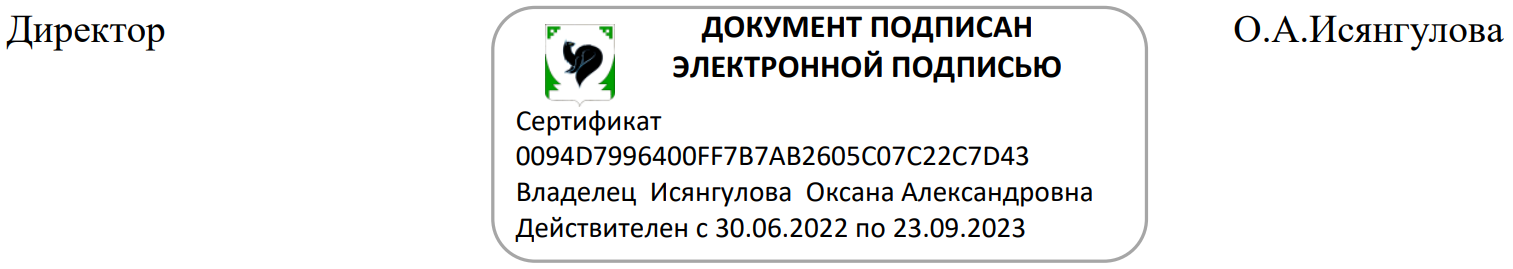 Директор
ДОКУМЕНТ ПОДПИСАН
ЭЛЕКТРОННОЙ ПОДПИСЬЮ
Сертификат
0094D7996400FF7B7AB2605C07C22C7D43
Владелец Исянгулова Оксана Александровна
Действителен с 30.06.2022 по 23.09.2023
О.А.Исянгулова